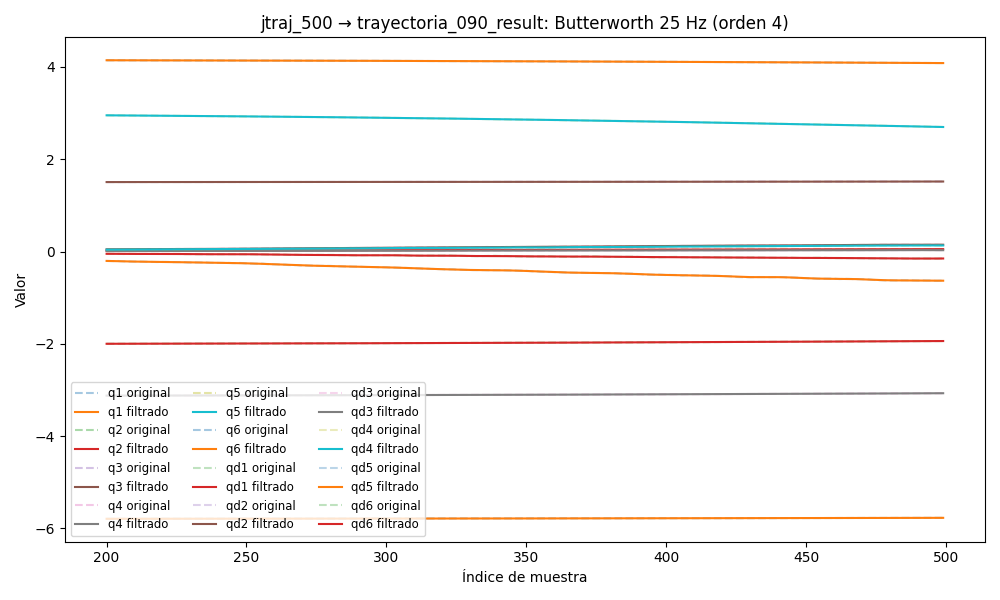 jtraj_500 → trayectoria_090_result: Butterworth 25 Hz (orden 4)
4
2
0
−2
−4
−6
Valor
q1 original q5 original qd3 original
q1 filtrado q5 filtrado qd3 filtrado
q2 original q6 original qd4 original
q2 filtrado q6 filtrado qd4 filtrado
q3 original qd1 original qd5 original
q3 filtrado qd1 filtrado qd5 filtrado
q4 original qd2 original qd6 original
q4 filtrado qd2 filtrado qd6 filtrado
200 250 300 350 400 450 500
Índice de muestra